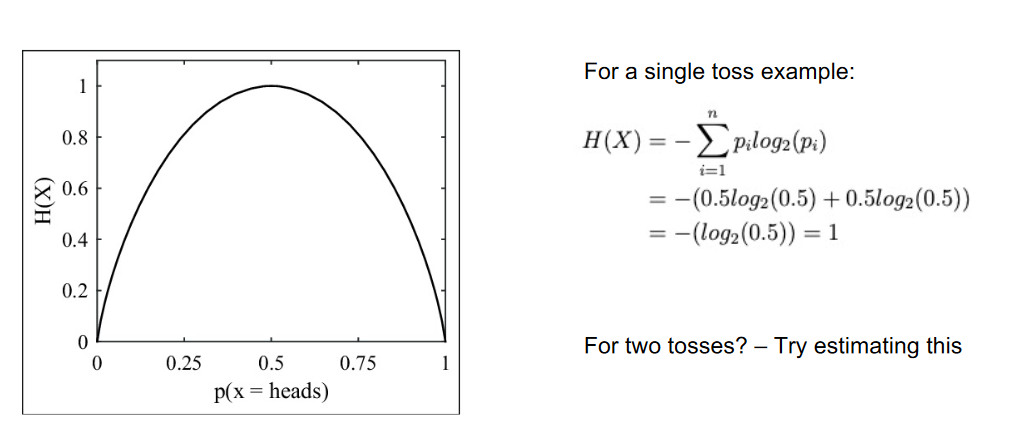 1
0.8
0.6
0.4
0.2
0
H(X)
0 0.25 0.5 0.75 1
p(x = heads)
For a single toss example:
H(X) = − ∑_{i=1}^{n} p_i log_2(p_i)
= −(0.5log_2(0.5) + 0.5log_2(0.5))
= −(log_2(0.5)) = 1
For two tosses? – Try estimating this